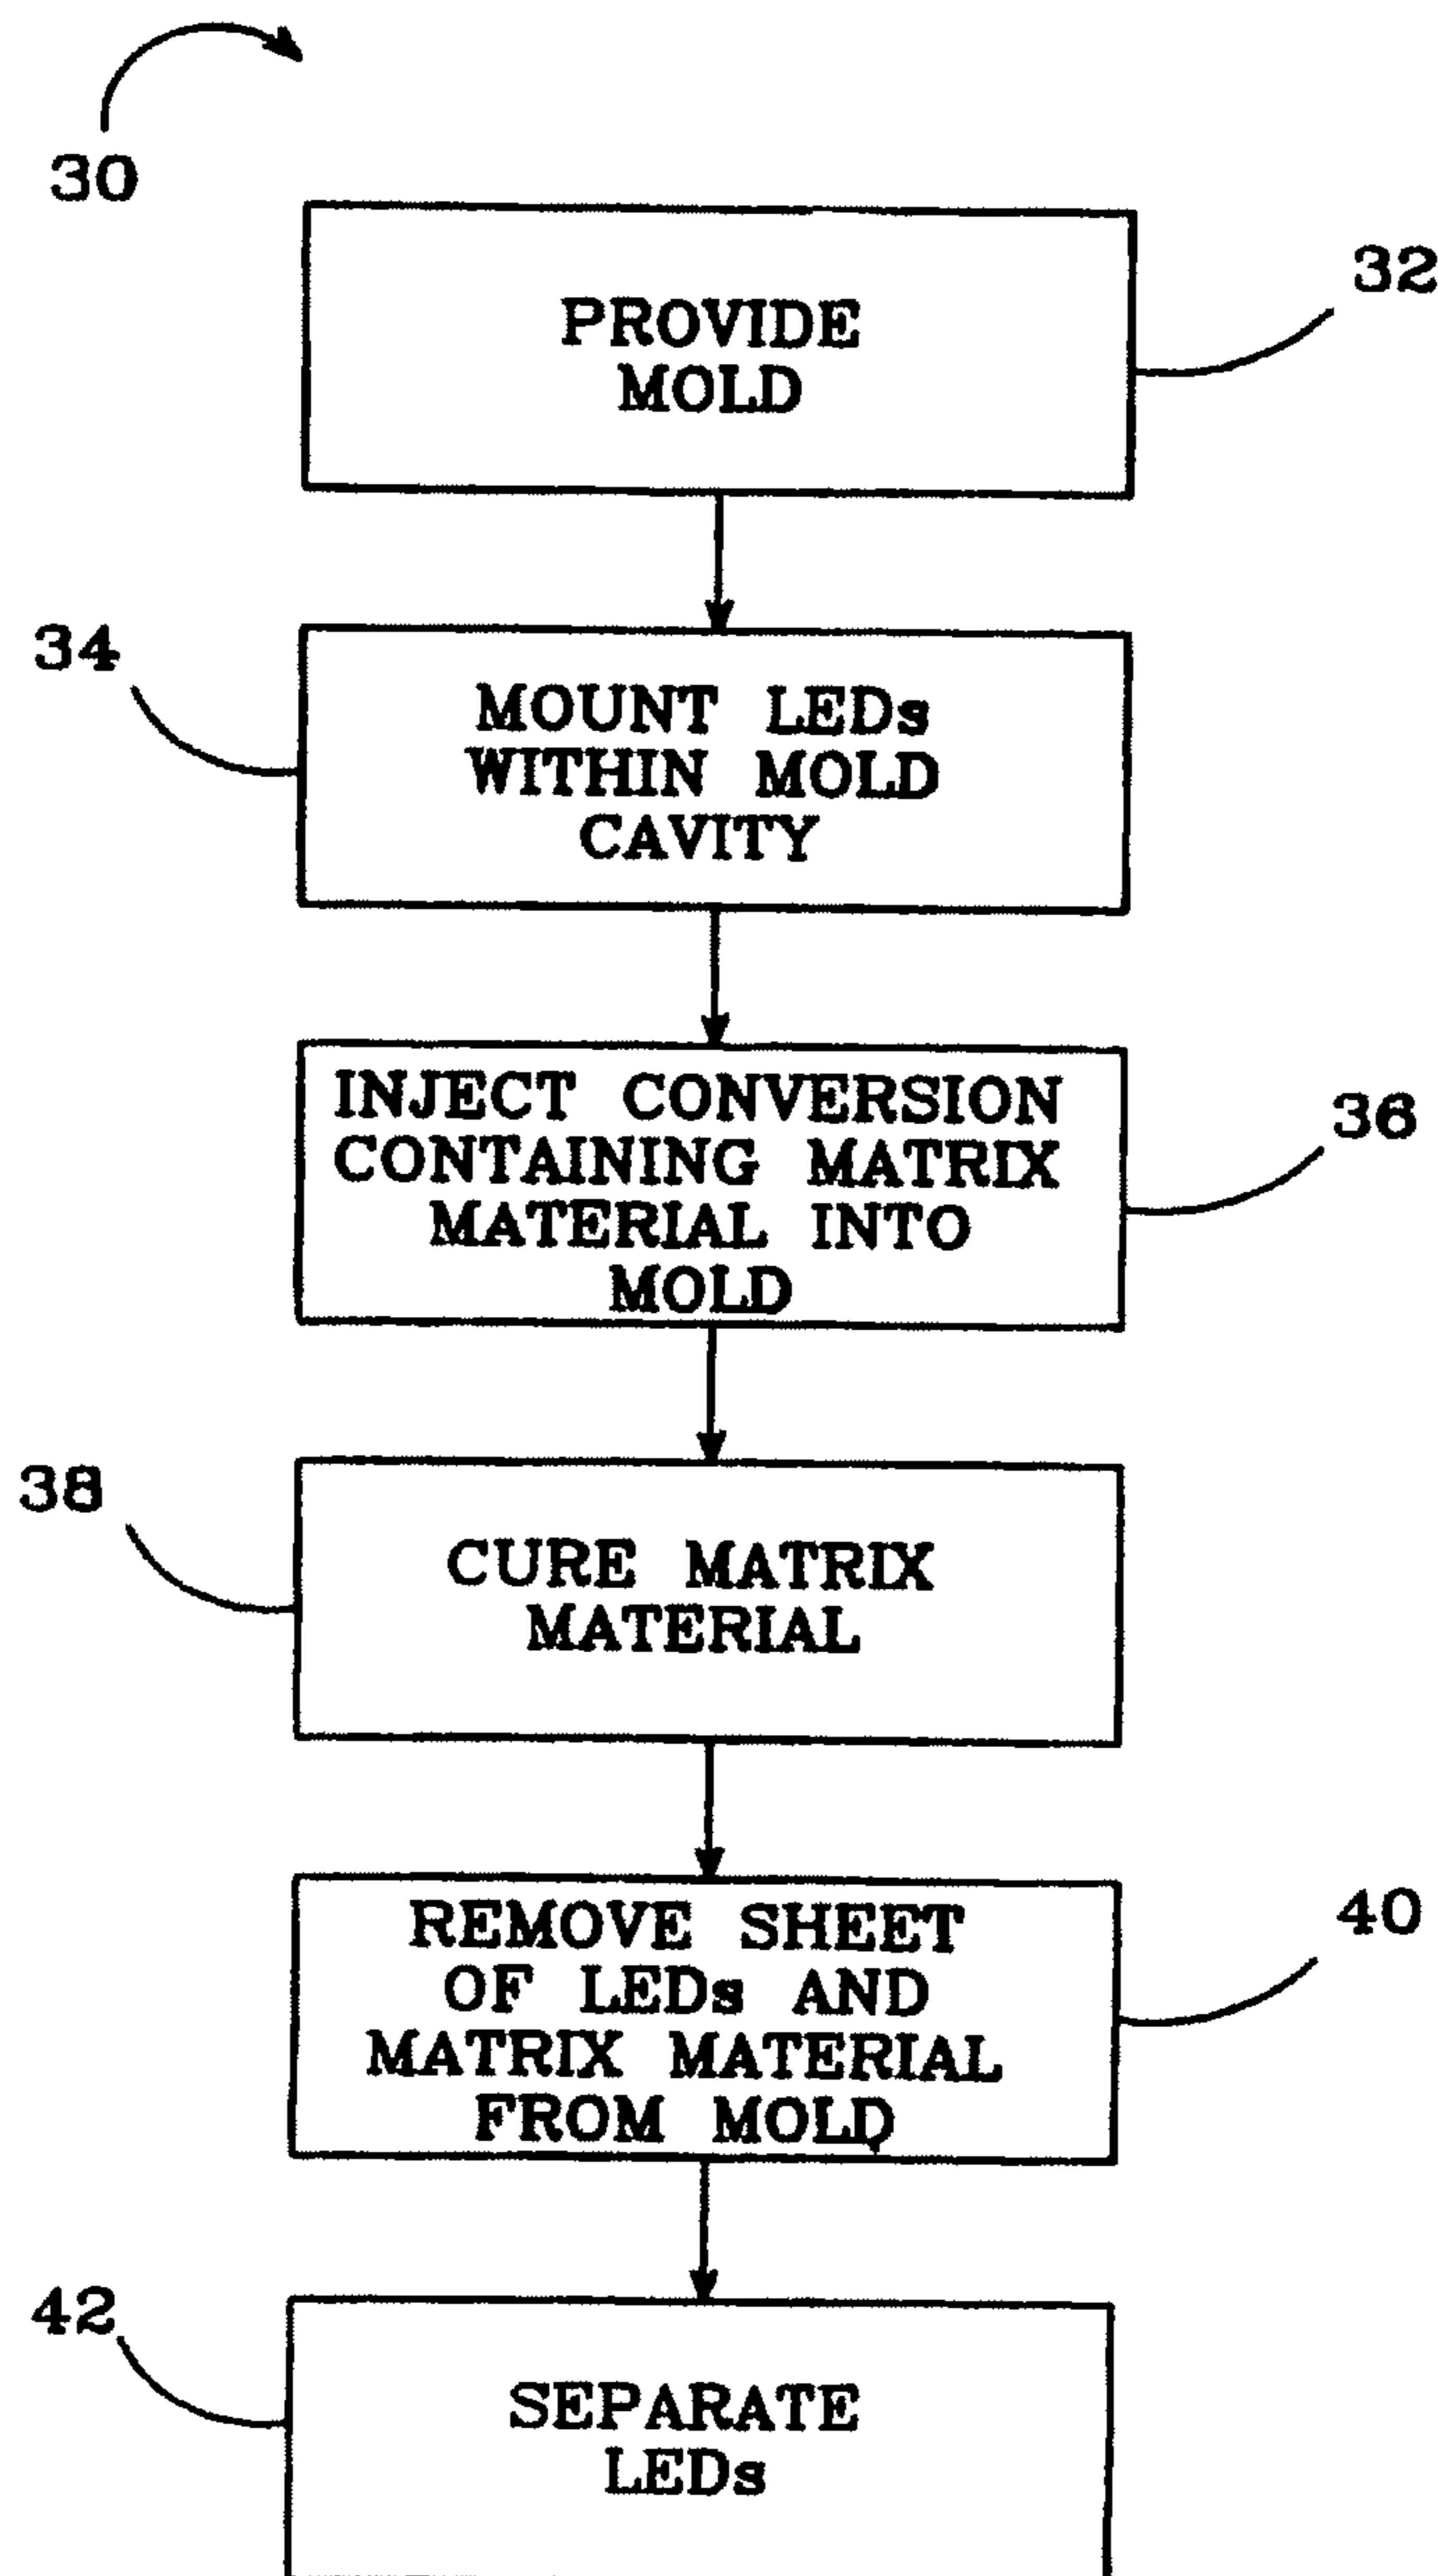 30
PROVIDE
MOLD
32
34
MOUNT LEDs
WITHIN MOLD
CAVITY
INJECT CONVERSION
CONTAINING MATRIX
MATERIAL INTO
MOLD
36
38
CURE MATRIX
MATERIAL
REMOVE SHEET
OF LEDs AND
MATRIX MATERIAL
FROM MOLD
40
42
SEPARATE
LEDs